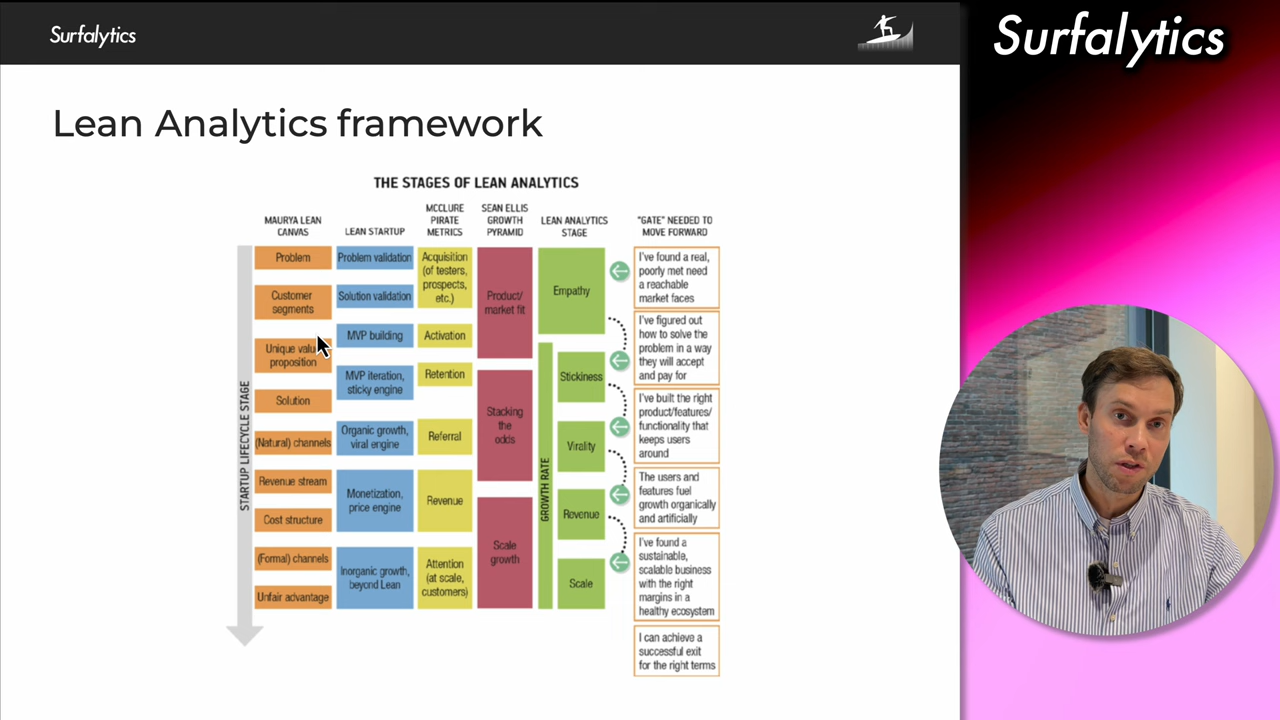 Surfalytics
Surfalytics
Lean Analytics framework
THE STAGES OF LEAN ANALYTICS
MAURYA LEAN
CANVAS
LEAN STARTUP
MCCLURE
PIRATE
METRICS
SEAN ELLIS
GROWTH
PYRAMID
LEAN ANALYTICS
STAGE
"GATE" NEEDED TO
MOVE FORWARD
STARTUP LIFECYCLE STAGE
Problem
Customer
segments
Unique value
proposition
Solution
(Natural) channels
Revenue stream
Cost structure
(Formal) channels
Unfair advantage
Problem validation
Solution validation
MVP building
MVP iteration,
sticky engine
Organic growth,
viral engine
Monetization,
price engine
Inorganic growth,
beyond Lean
Acquisition
(of testers,
prospects,
etc.)
Activation
Retention
Referral
Revenue
Attention
(at scale,
customers)
Product/
market fit
Stacking
the
odds
Scale
growth
GROWTH RATE
Empathy
Stickiness
Virality
Revenue
Scale
I've found a real,
poorly met need
a reachable
market faces
I've figured out
how to solve the
problem in a way
they will accept
and pay for
I've built the right
product/features/
functionality that
keeps users
around
The users and
features fuel
growth organically
and artificially
I've found a
sustainable,
scalable business
with the right
margins in a
healthy ecosystem
I can achieve a
successful exit
for the right terms